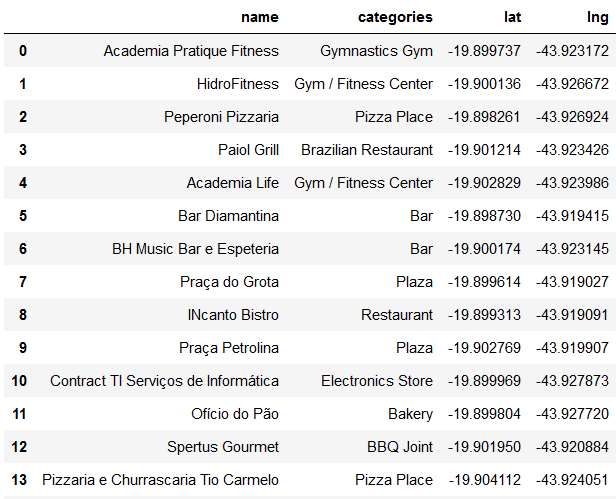 name categories lat lng
0 Academia Pratique Fitness Gymnastics Gym -19.899737 -43.923172
1 HidroFitness Gym / Fitness Center -19.900136 -43.926672
2 Peperoni Pizzaria Pizza Place -19.898261 -43.926924
3 Paiol Grill Brazilian Restaurant -19.901214 -43.923426
4 Academia Life Gym / Fitness Center -19.902829 -43.923986
5 Bar Diamantina Bar -19.898730 -43.919415
6 BH Music Bar e Espeteria Bar -19.900174 -43.923145
7 Praça do Grota Plaza -19.899614 -43.919027
8 INcanto Bistro Restaurant -19.899313 -43.919091
9 Praça Petrolina Plaza -19.902769 -43.919907
10 Contract TI Serviços de Informática Electronics Store -19.899969 -43.927873
11 Ofício do Pão Bakery -19.899804 -43.927720
12 Spertus Gourmet BBQ Joint -19.901950 -43.920884
13 Pizzaria e Churrascaria Tio Carmelo Pizza Place -19.904112 -43.924051